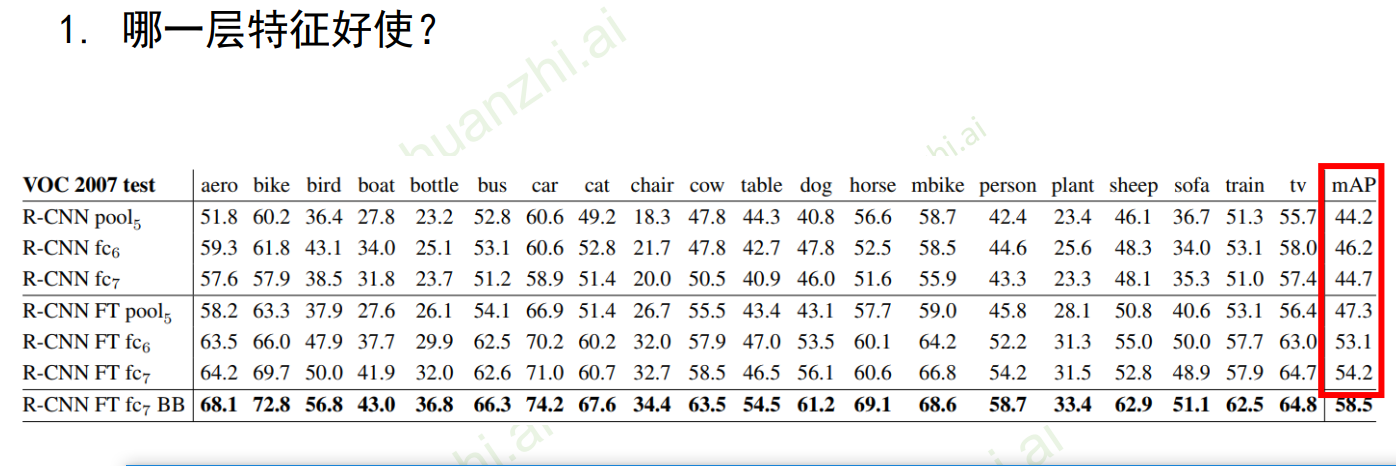 1. 哪一层特征好使?
huanzhi.ai
hi.ai
VOC 2007 test aero bike bird boat bottle bus car cat chair cow table dog horse mbike person plant sheep sofa train tv mAP
R-CNN pool5 51.8 60.2 36.4 27.8 23.2 52.8 60.6 49.2 18.3 47.8 44.3 40.8 56.6 58.7 42.4 23.4 46.1 36.7 51.3 55.7 44.2
R-CNN fc6 59.3 61.8 43.1 34.0 25.1 53.1 60.6 52.8 21.7 47.8 42.7 47.8 52.5 58.5 44.6 25.6 48.3 34.0 53.1 58.0 46.2
R-CNN fc7 57.6 57.9 38.5 31.8 23.7 51.2 58.9 51.4 20.0 50.5 40.9 46.0 51.6 55.9 43.3 23.3 48.1 35.3 51.0 57.4 44.7
R-CNN FT pool5 58.2 63.3 37.9 27.6 26.1 54.1 66.9 51.4 26.7 55.5 43.4 43.1 57.7 59.0 45.8 28.1 50.8 40.6 53.1 56.4 47.3
R-CNN FT fc6 63.5 66.0 47.9 37.7 29.9 62.5 70.2 60.2 32.0 57.9 47.0 53.5 60.1 64.2 52.2 31.3 55.0 50.0 57.7 63.0 53.1
R-CNN FT fc7 64.2 69.7 50.0 41.9 32.0 62.6 71.0 60.7 32.7 58.5 46.5 56.1 60.6 66.8 54.2 31.5 52.8 48.9 57.9 64.7 54.2
R-CNN FT fc7 BB 68.1 72.8 56.8 43.0 36.8 66.3 74.2 67.6 34.4 63.5 54.5 61.2 69.1 68.6 58.7 33.4 62.9 51.1 62.5 64.8 58.5
hi.ai
i.ai